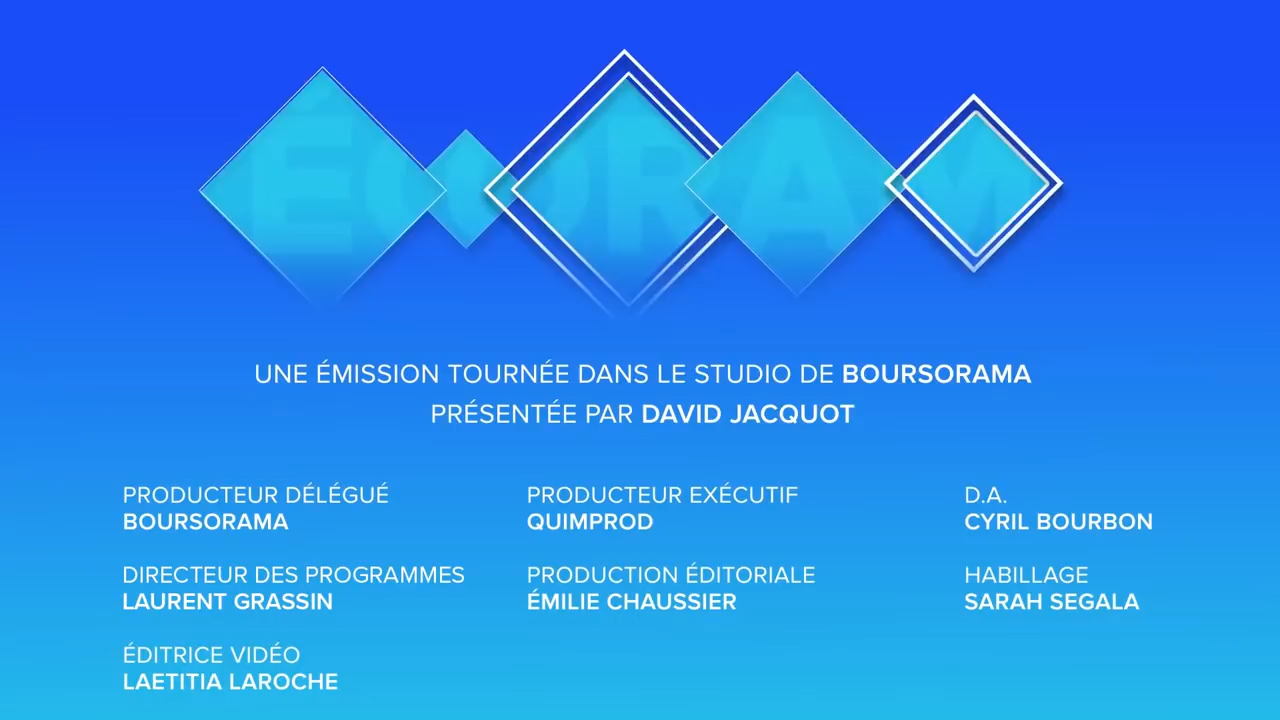 ÉCORAM
UNE ÉMISSION TOURNÉE DANS LE STUDIO DE BOURSORAMA
PRÉSENTÉE PAR DAVID JACQUOT
PRODUCTEUR DÉLÉGUÉ
BOURSORAMA
DIRECTEUR DES PROGRAMMES
LAURENT GRASSIN
ÉDITRICE VIDÉO
LAETITIA LAROCHE
PRODUCTEUR EXÉCUTIF
QUIMPROD
PRODUCTION ÉDITORIALE
ÉMILIE CHAUSSIER
D.A.
CYRIL BOURBON
HABILLAGE
SARAH SEGALA